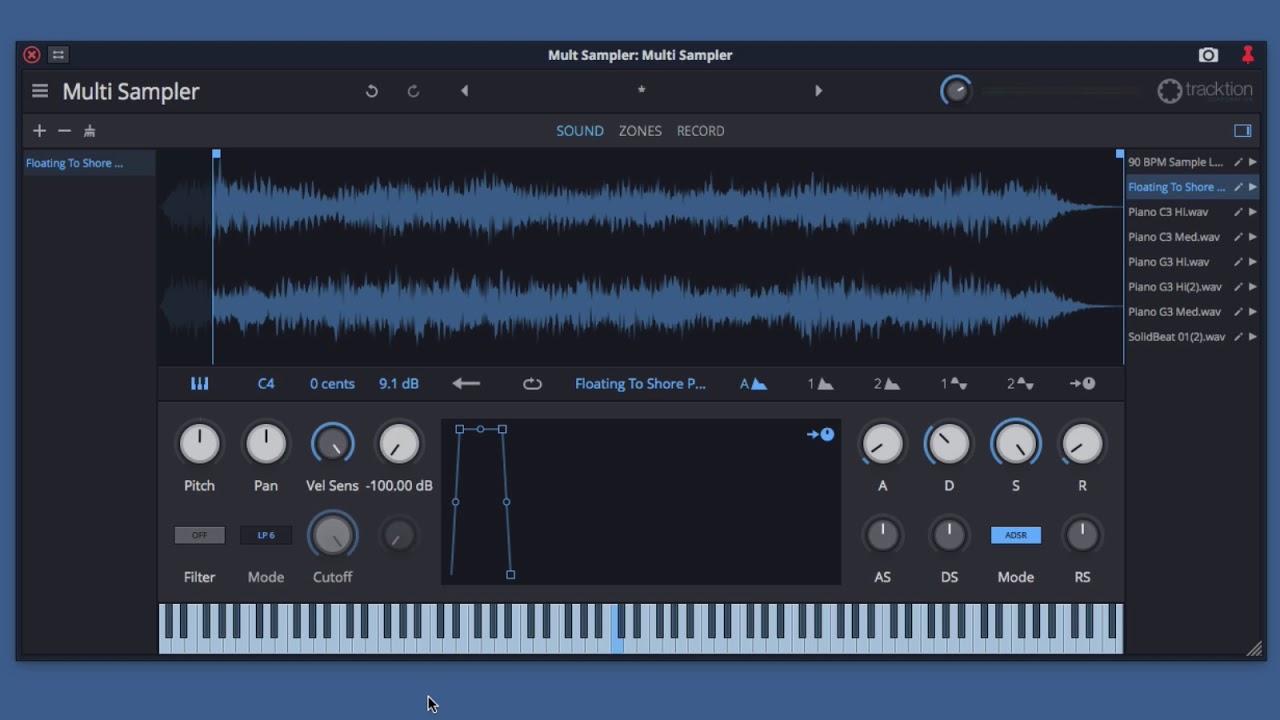 Mult Sampler: Multi Sampler
Multi Sampler
*
tracktion
SOUND ZONES RECORD
Floating To Shore ...
90 BPM Sample L...
Floating To Shore ...
Piano C3 Hi.wav
Piano C3 Med.wav
Piano G3 Hi.wav
Piano G3 Hi(2).wav
Piano G3 Med.wav
SolidBeat 01(2).wav
C4 0 cents 9.1 dB Floating To Shore P... A 1 2 1 2
Pitch Pan Vel Sens -100.00 dB A D S R
OFF LP 6 ADSR
Filter Mode Cutoff AS DS Mode RS